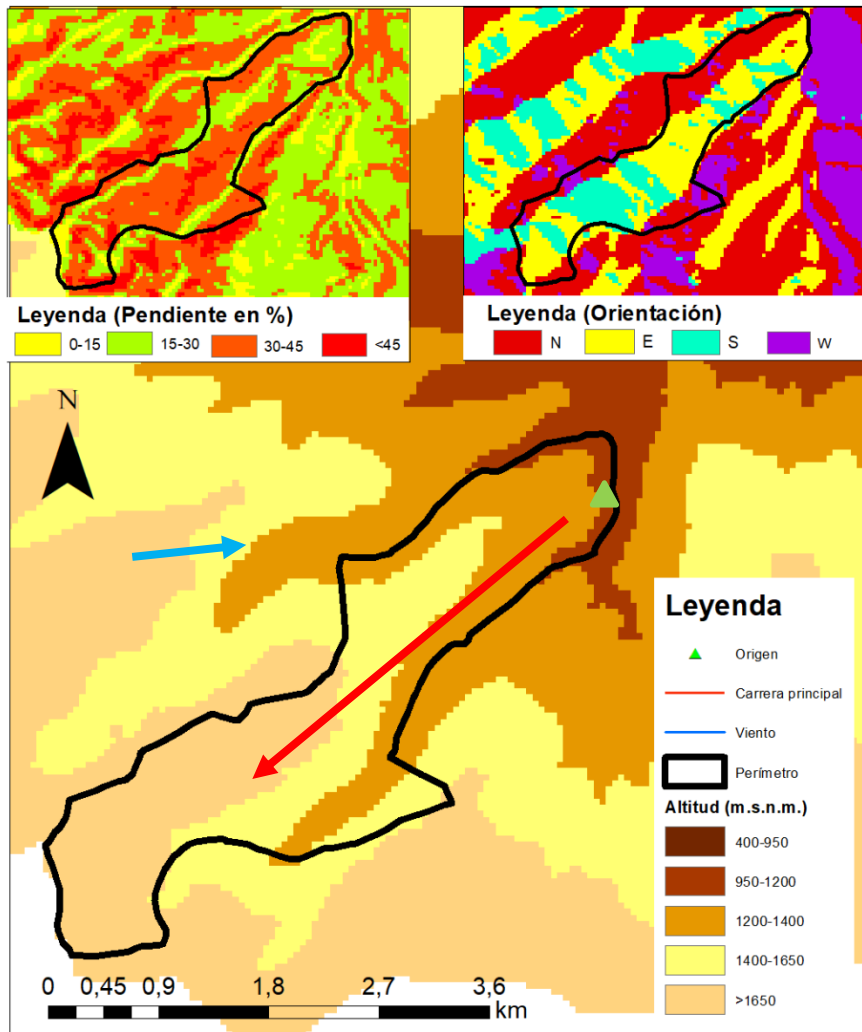 Leyenda (Pendiente en %)
0-15 15-30 30-45 <45
Leyenda (Orientación)
N E S W
N
Leyenda
Origen
Carrera principal
Viento
Perímetro
Altitud (m.s.n.m.)
400-950
950-1200
1200-1400
1400-1650
>1650
0 0,45 0,9 1,8 2,7 3,6
km